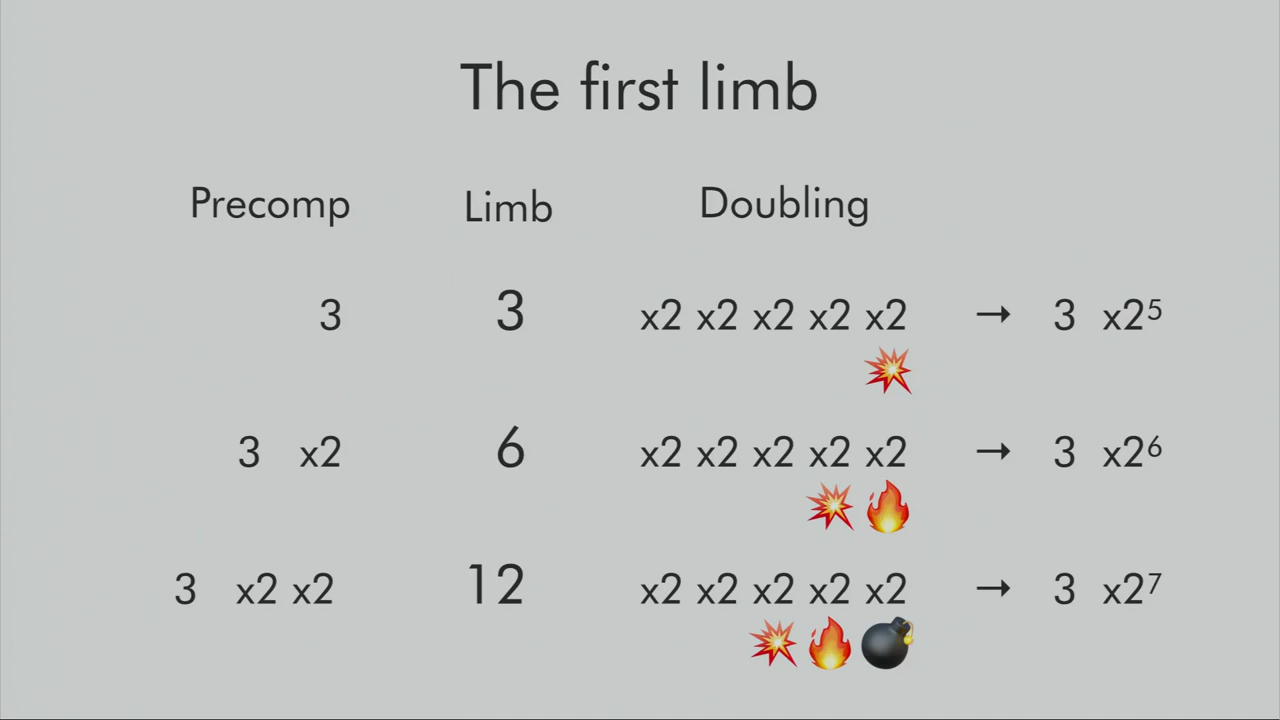 The first limb
Precomp Limb Doubling
3 3 x2 x2 x2 x2 x2 → 3 x2⁵
3 x2 6 x2 x2 x2 x2 x2 → 3 x2⁶
3 x2 x2 12 x2 x2 x2 x2 x2 → 3 x2⁷